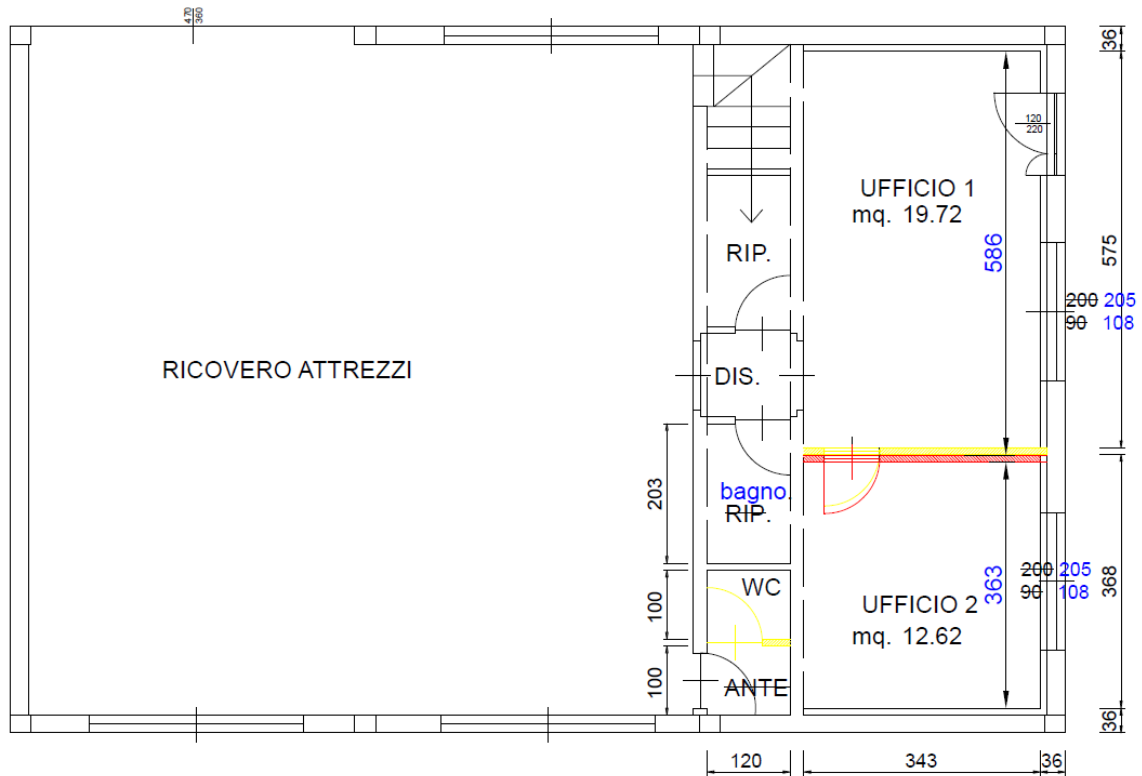 470
360
36
120
220
UFFICIO 1
mq. 19.72
586
575
RIP.
200 205
90 108
RICOVERO ATTREZZI
DIS.
203
bagno.
RIP.
WC
200 205
90 108
363
368
UFFICIO 2
mq. 12.62
100
100
ANTE
36
120
343
36